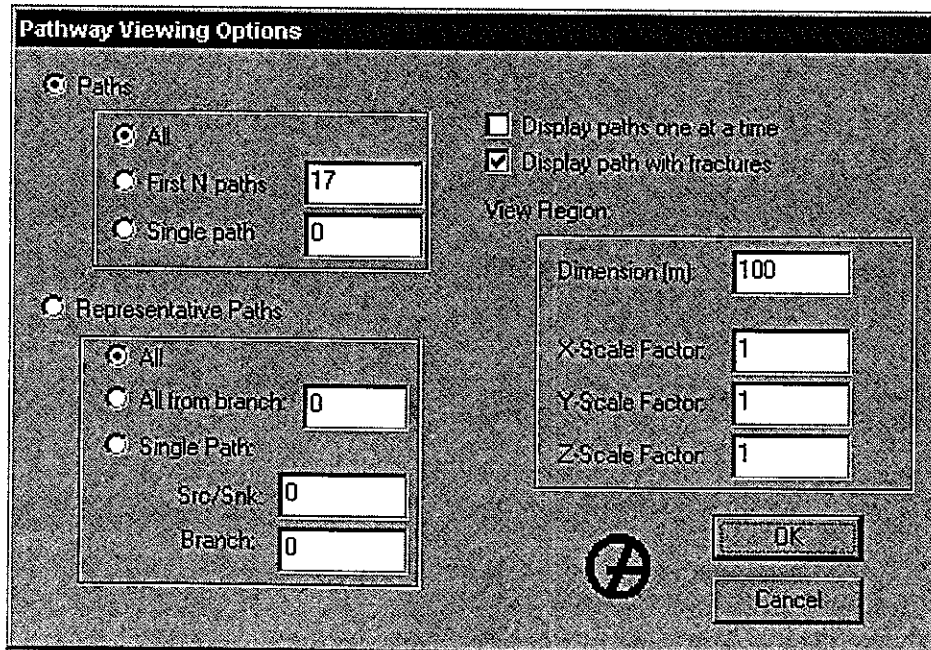 Pathway Viewing Options
Paths
All
First N paths 17
Single path 0
Representative Paths
All
All from branch: 0
Single Path:
Src/Snk: 0
Branch: 0
Display paths one at a time
Display path with fractures
View Region:
Dimension (m): 100
X-Scale Factor: 1
Y-Scale Factor: 1
Z-Scale Factor: 1
OK
Cancel